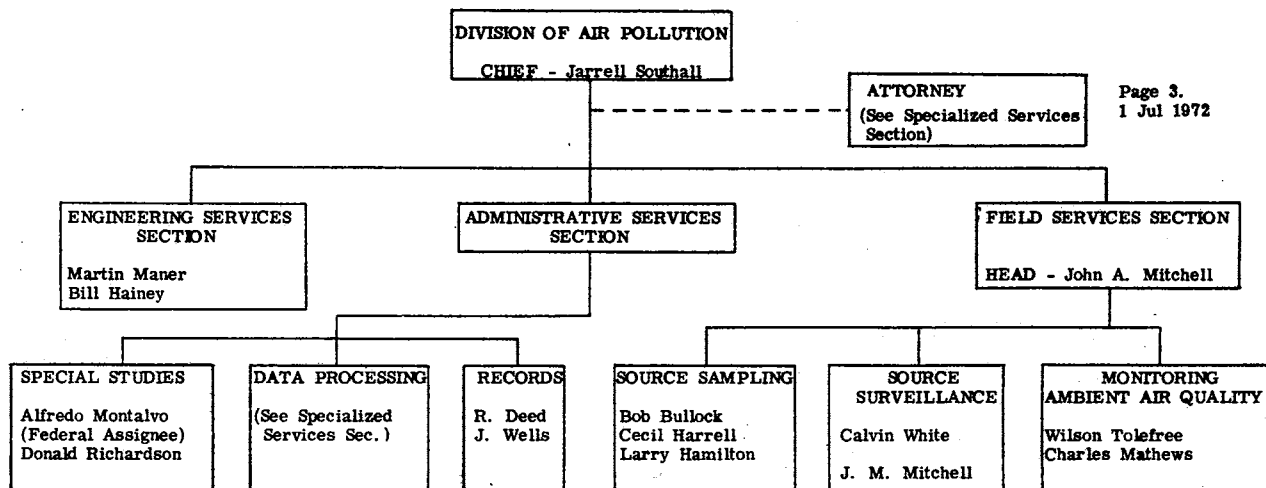 DIVISION OF AIR POLLUTION
CHIEF - Jarrell Southall
ATTORNEY
(See Specialized Services
Section)
Page 3.
1 Jul 1972
ENGINEERING SERVICES
SECTION
Martin Maner
Bill Hainey
ADMINISTRATIVE SERVICES
SECTION
FIELD SERVICES SECTION
HEAD - John A. Mitchell
SPECIAL STUDIES
Alfredo Montalvo
(Federal Assignee)
Donald Richardson
DATA PROCESSING
(See Specialized
Services Sec.)
RECORDS
R. Deed
J. Wells
SOURCE SAMPLING
Bob Bullock
Cecil Harrell
Larry Hamilton
SOURCE
SURVEILLANCE
Calvin White
J. M. Mitchell
MONITORING
AMBIENT AIR QUALITY
Wilson Tolefree
Charles Mathews